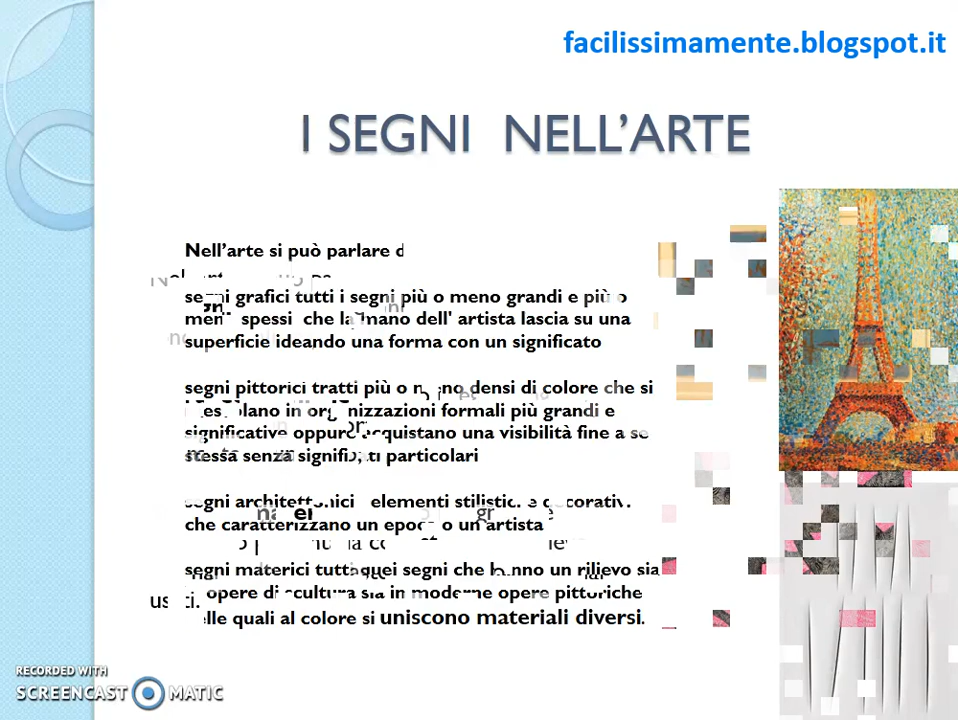 facilissimamente.blogspot.it
I SEGNI NELL’ARTE
Nell’arte si può parlare
segni grafici tutti i segni più o meno grandi e più o
spessi che la mano dell' artista lascia su una
superficie ideando una forma con un significato
segni pittorici tratti più o meno densi di colore che si
in organizzazioni formali più grandi e
significative oppure acquistano una visibilità fine a se
stessa senza particolari
segni architettonici elementi stilistici e decorativi
che caratterizzano un epoca o un artista
segni materici tutti quei segni che hanno un rilievo sia
opere di scultura sia in moderne opere pittoriche
quali al colore si uniscono materiali diversi.
RECORDED WITH
SCREENCAST MATIC